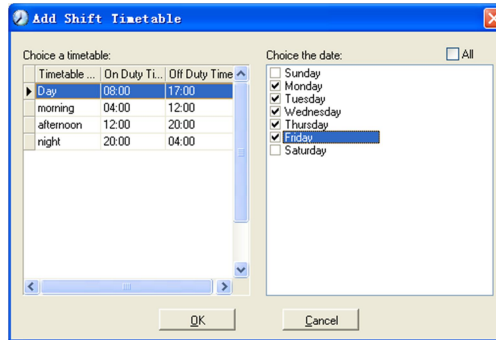 Add Shift Timetable
Choice a timetable:
Choice the date:
All
Timetable ... On Duty Ti... Off Duty Time
Day 08:00 17:00
morning 04:00 12:00
afternoon 12:00 20:00
night 20:00 04:00
Sunday
Monday
Tuesday
Wednesday
Thursday
Friday
Saturday
OK
Cancel